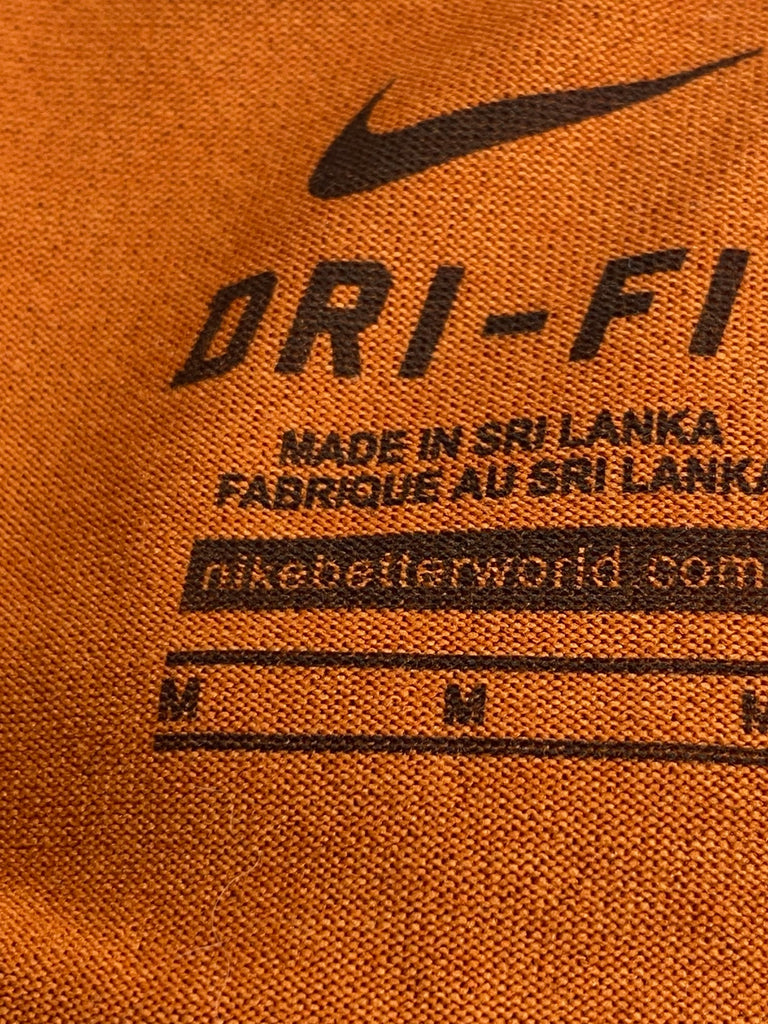 DRI-FI
MADE IN SRI LANKA
FABRIQUE AU SRI LANKA
nikebetterworld.com
M M M